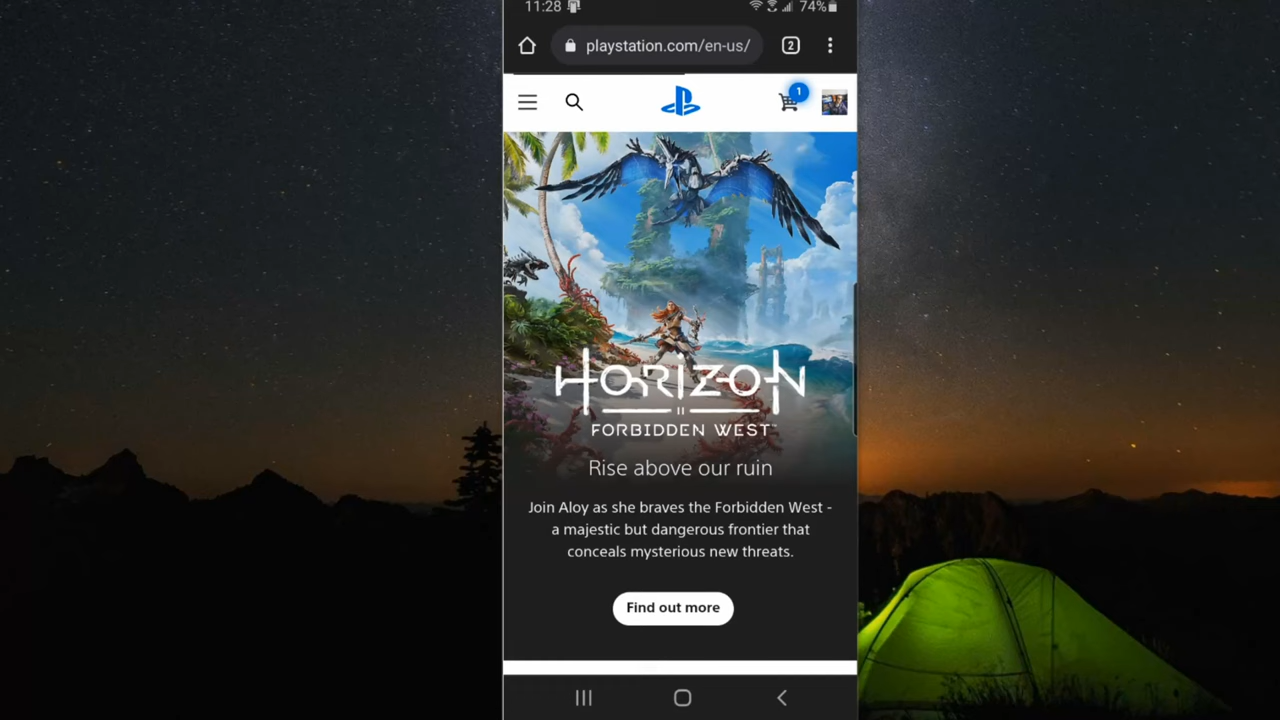 11:28
74%
playstation.com/en-us/
2
1
HORIZON
II
FORBIDDEN WEST™
Rise above our ruin
Join Aloy as she braves the Forbidden West -
a majestic but dangerous frontier that
conceals mysterious new threats.
Find out more